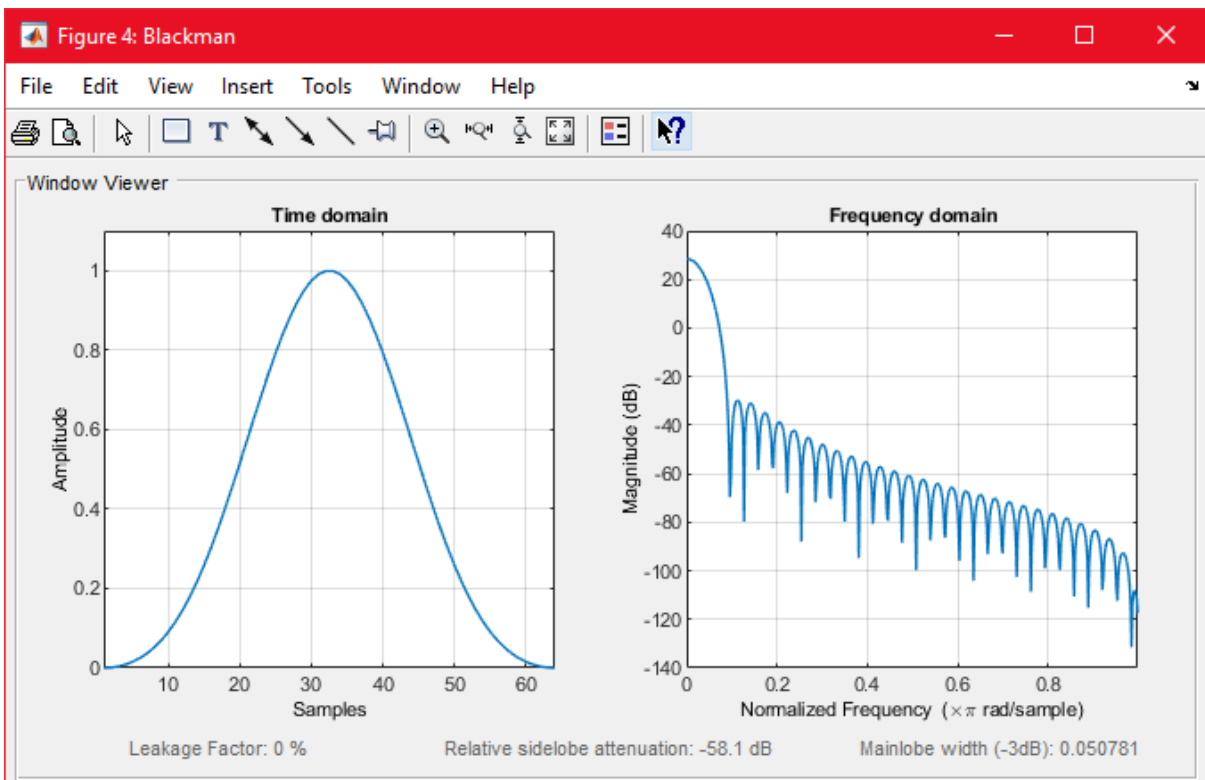 Figure 4: Blackman
File Edit View Insert Tools Window Help
T
?
Window Viewer
Time domain
Amplitude
1
0.8
0.6
0.4
0.2
0
10 20 30 40 50 60
Samples
Frequency domain
Magnitude (dB)
40
20
0
-20
-40
-60
-80
-100
-120
-140
0 0.2 0.4 0.6 0.8
Normalized Frequency (×π rad/sample)
Leakage Factor: 0 % Relative sidelobe attenuation: -58.1 dB Mainlobe width (-3dB): 0.050781